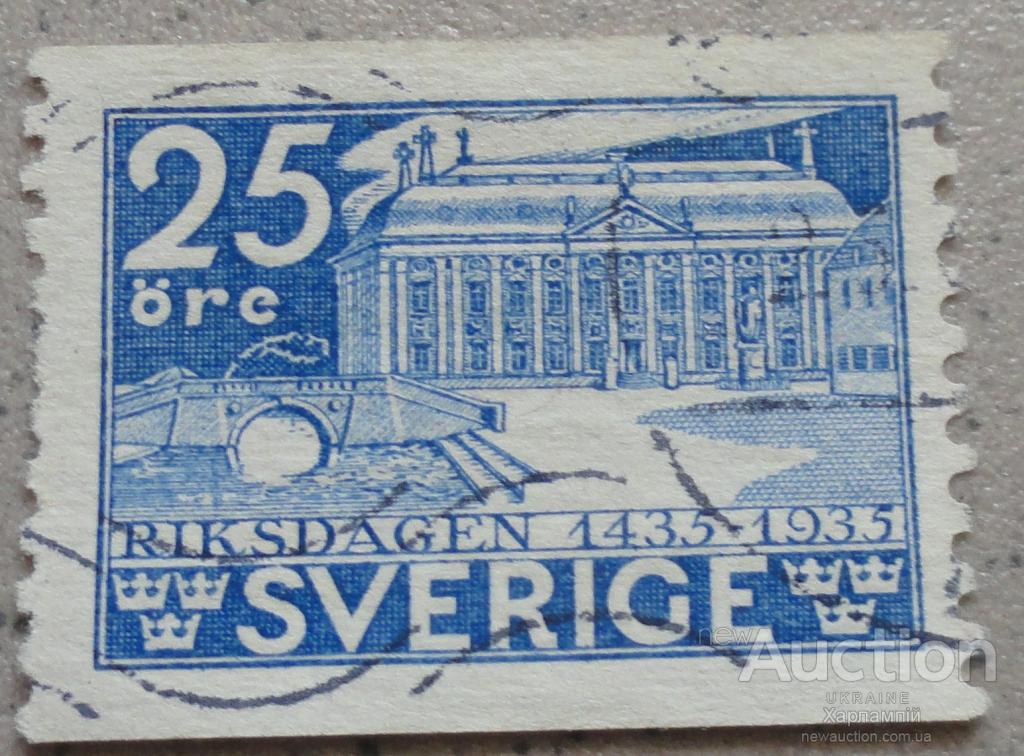 25
öre
RIKSDAGEN 1435-1935
SVERIGE
new Auction
UKRAINE
Харлампій
newauction.com.ua